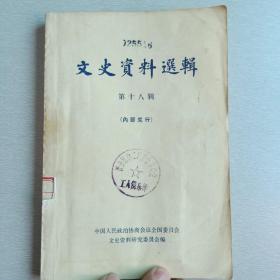 文史資料選輯
第十八辑
(内部发行)
中国人民政治协商会议全国委员会
文史资料研究委员会编